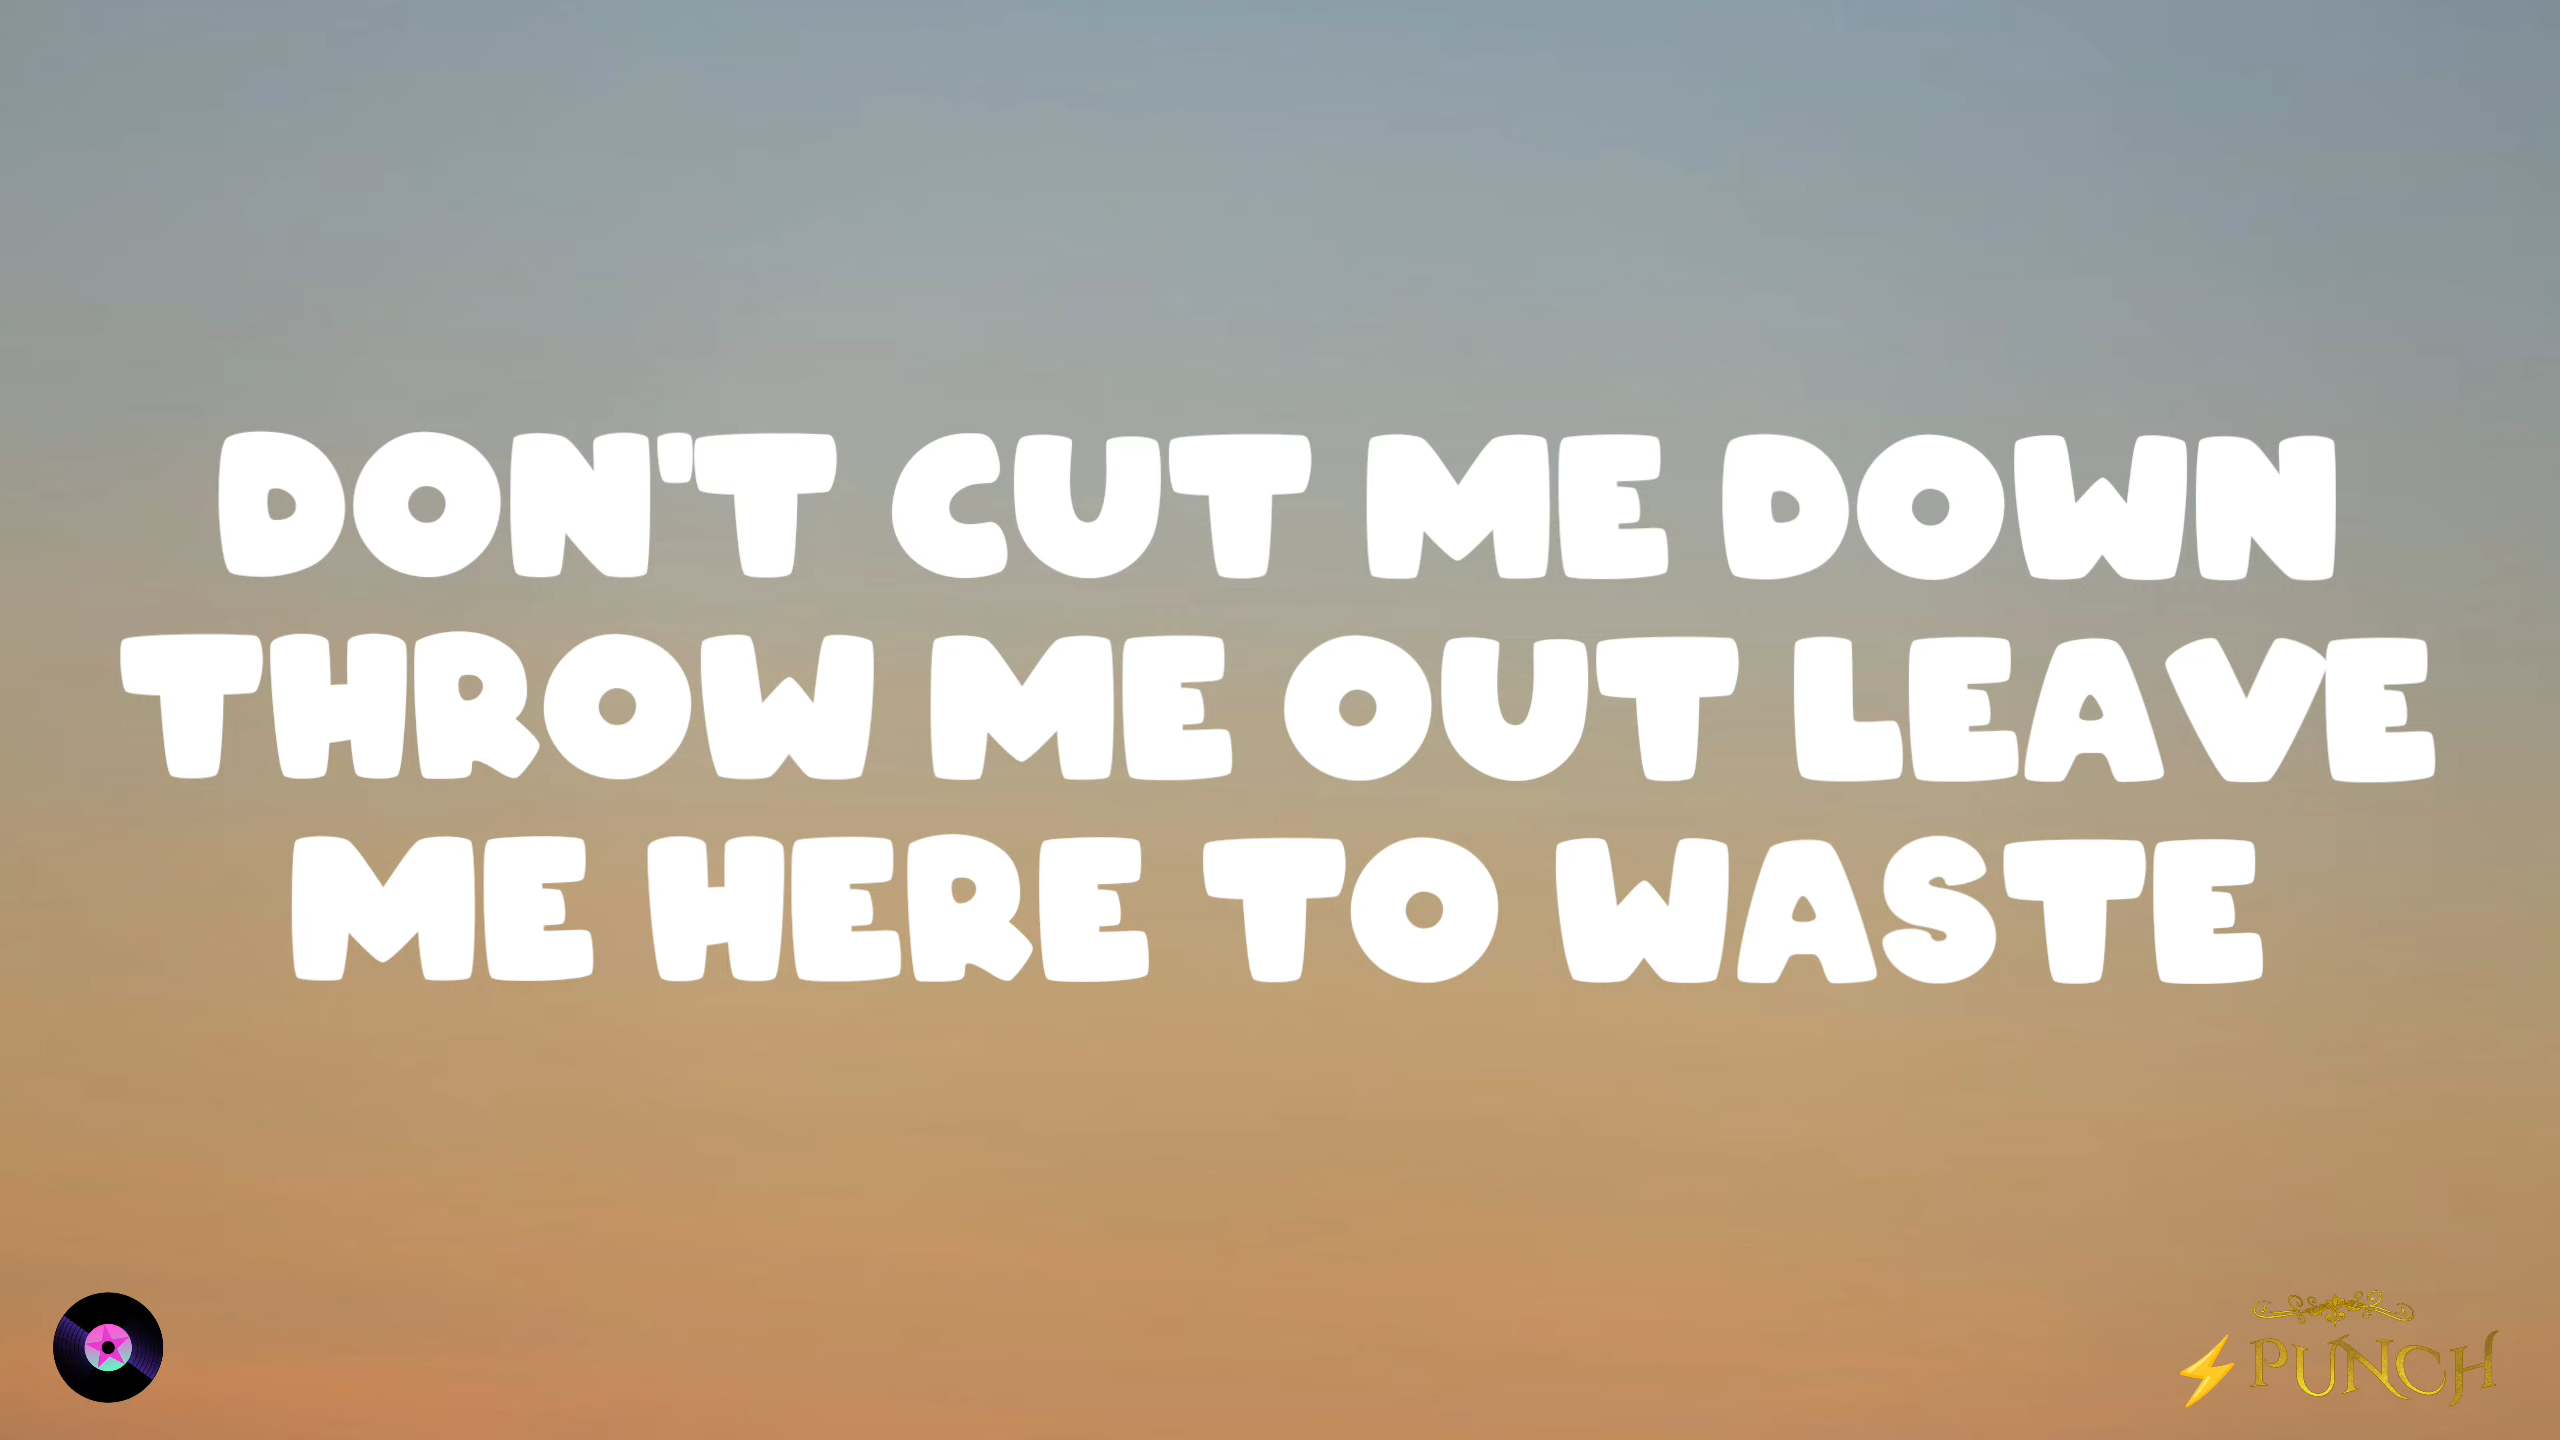 DON'T CUT ME DOWN
THROW ME OUT LEAVE
ME HERE TO WASTE
PUNCH